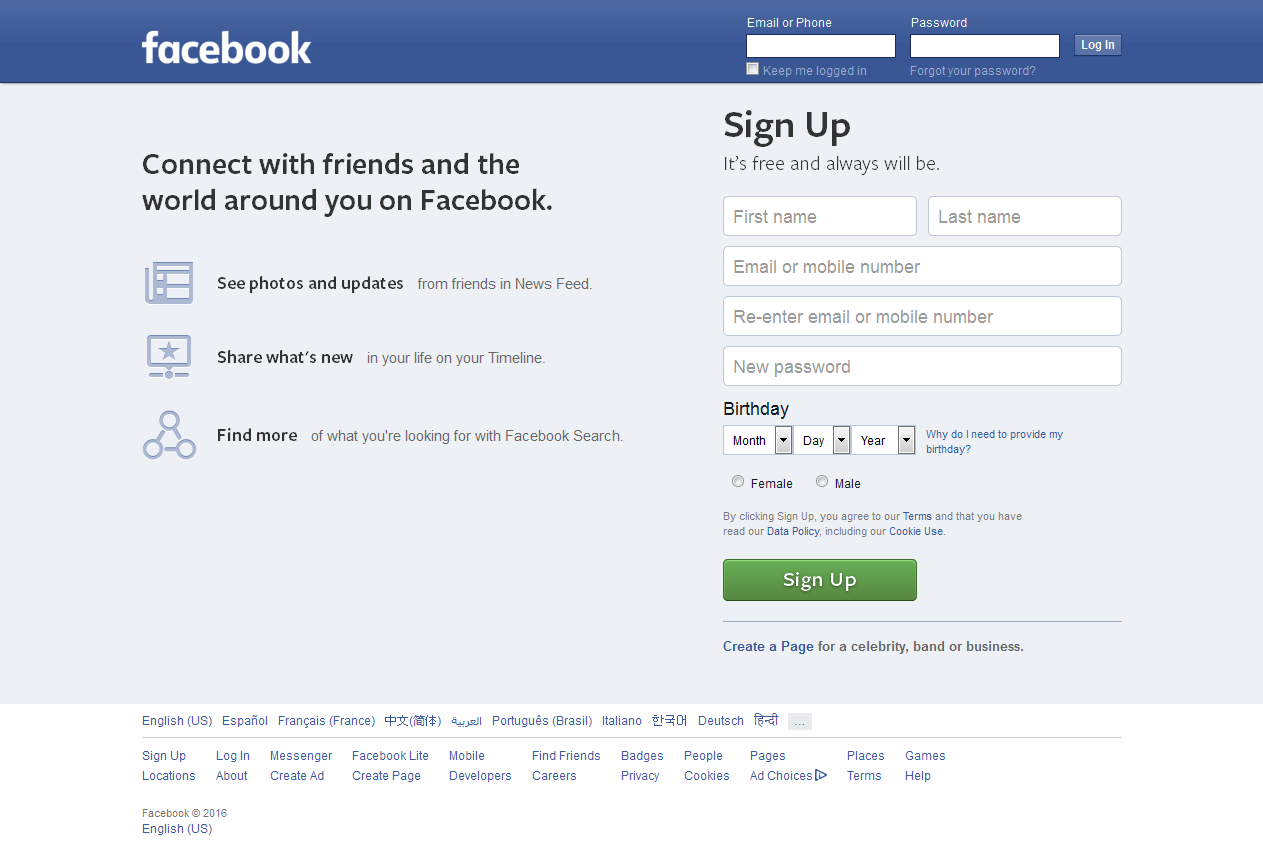 facebook
Email or Phone
Password
Log In
Keep me logged in
Forgot your password?
Connect with friends and the
world around you on Facebook.
See photos and updates from friends in News Feed.
Share what's new in your life on your Timeline.
Find more of what you're looking for with Facebook Search.
Sign Up
It's free and always will be.
First name
Last name
Email or mobile number
Re-enter email or mobile number
New password
Birthday
Month Day Year
Why do I need to provide my
birthday?
Female Male
By clicking Sign Up, you agree to our Terms and that you have
read our Data Policy, including our Cookie Use.
Sign Up
Create a Page for a celebrity, band or business.
English (US) Español Français (France) 中文(简体) العربية Português (Brasil) Italiano 한국어 Deutsch हिन्दी ...
Sign Up Log In Messenger Facebook Lite Mobile Find Friends Badges People Pages Places Games
Locations About Create Ad Create Page Developers Careers Privacy Cookies Ad Choices Terms Help
Facebook © 2016
English (US)